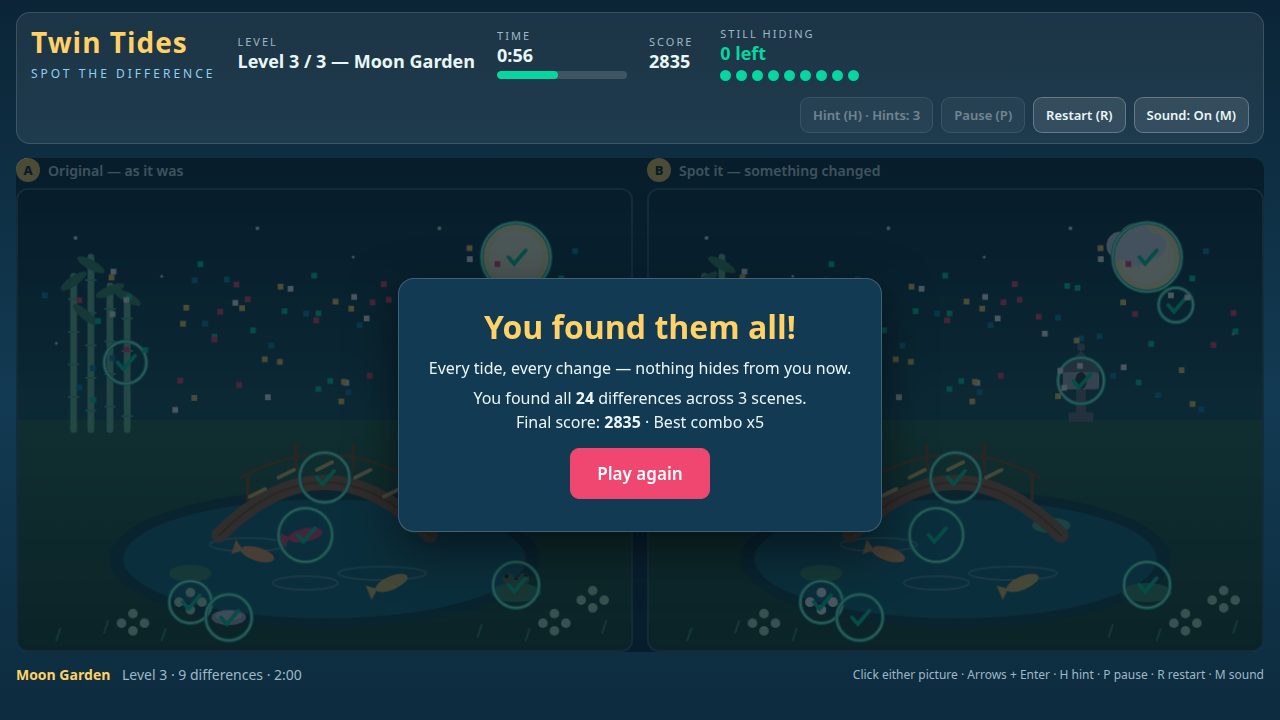 Twin Tides
SPOT THE DIFFERENCE
LEVEL
Level 3 / 3 — Moon Garden
TIME
0:56
SCORE
2835
STILL HIDING
0 left
Hint (H) · Hints: 3
Pause (P)
Restart (R)
Sound: On (M)
A Original — as it was
B Spot it — something changed
You found them all!
Every tide, every change — nothing hides from you now.
You found all 24 differences across 3 scenes.
Final score: 2835 · Best combo x5
Play again
Moon Garden Level 3 · 9 differences · 2:00
Click either picture · Arrows + Enter · H hint · P pause · R restart · M sound